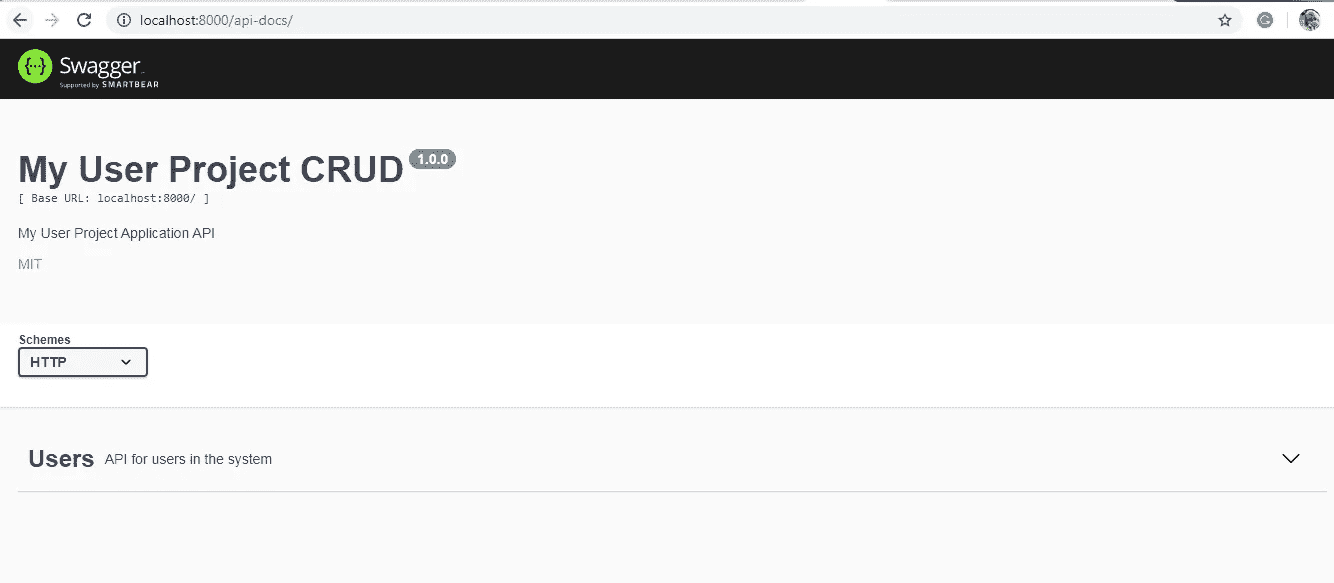 localhost:8000/api-docs/
Swagger
Supported by SMARTBEAR
My User Project CRUD 1.0.0
[ Base URL: localhost:8000/ ]
My User Project Application API
MIT
Schemes
HTTP
Users API for users in the system